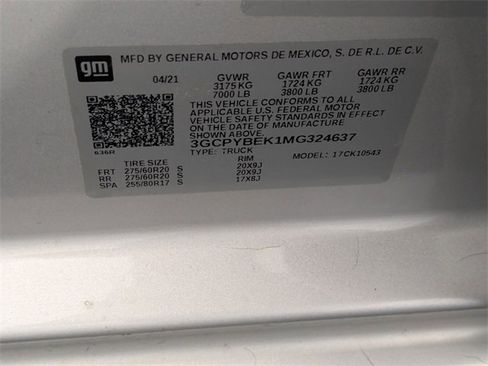 gm MFD BY GENERAL MOTORS DE MEXICO, S. DE R.L. DE C.V.
04/21 GVWR GAWR FRT GAWR RR
3175 KG 1724 KG 1724 KG
7000 LB 3800 LB 3800 LB
THIS VEHICLE CONFORMS TO ALL
APPLICABLE U.S. FEDERAL MOTOR
VEHICLE SAFETY STANDARDS IN EFFECT
ON THE DATE OF MANUFACTURE
SHOWN ABOVE
3GCPYBEK1MG324637
636R TYPE: TRUCK MODEL: 17CK10543
TIRE SIZE RIM
FRT 275/60R20 S 20X9J
RR 275/60R20 S 20X9J
SPA 255/80R17 S 17X8J